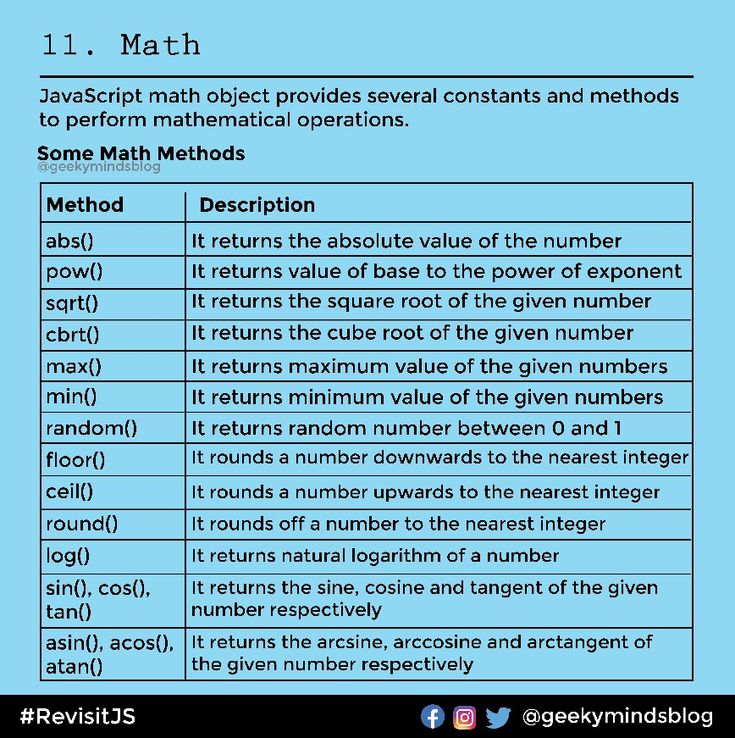 11. Math
JavaScript math object provides several constants and methods
to perform mathematical operations.
Some Math Methods
@geekymindsblog
Method Description
abs() It returns the absolute value of the number
pow() It returns value of base to the power of exponent
sqrt() It returns the square root of the given number
cbrt() It returns the cube root of the given number
max() It returns maximum value of the given numbers
min() It returns minimum value of the given numbers
random() It returns random number between 0 and 1
floor() It rounds a number downwards to the nearest integer
ceil() It rounds a number upwards to the nearest integer
round() It rounds off a number to the nearest integer
log() It returns natural logarithm of a number
sin(), cos(), It returns the sine, cosine and tangent of the given
tan() number respectively
asin(), acos(), It returns the arcsine, arccosine and arctangent of
atan() the given number respectively
#RevisitJS @geekymindsblog